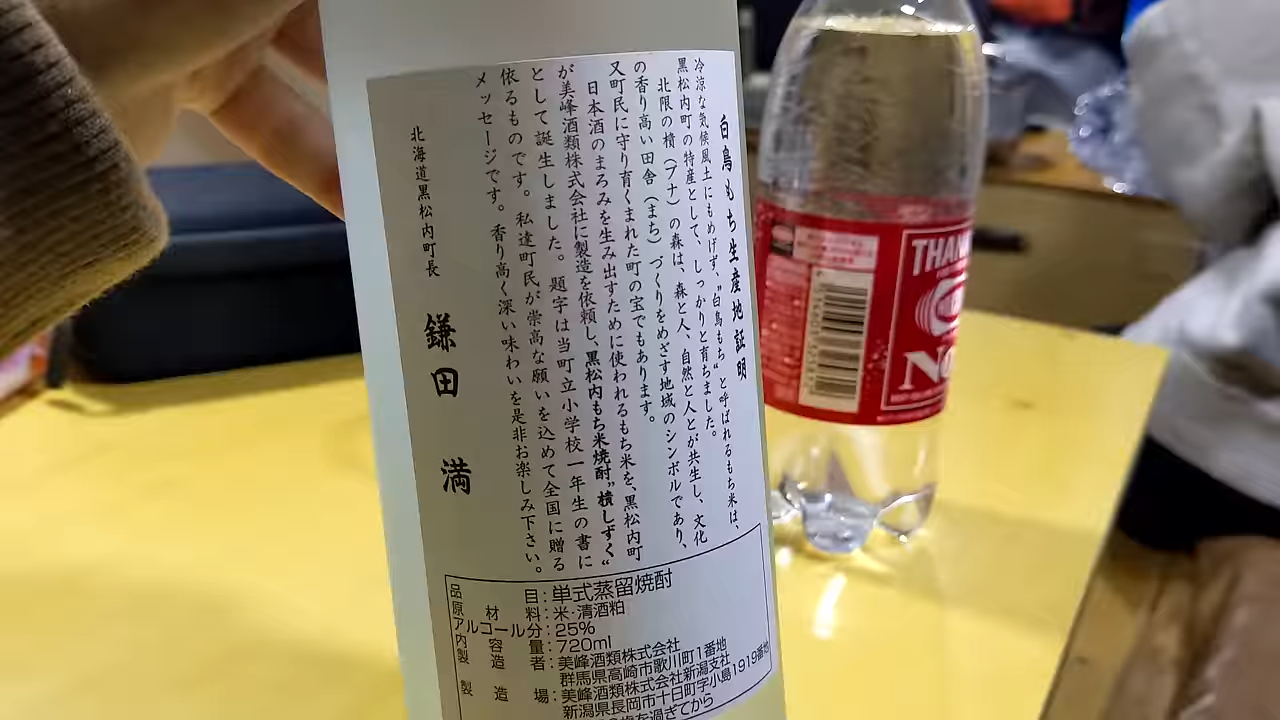 白鳥もち生産地証明
冷涼な気候風土にもめげず、〝白鳥もち〟と呼ばれるもち米は、
黒松内町の特産として、しっかりと育ちました。
北限の橅（ブナ）の森は、森と人、自然と人とが共生し、文化
の香り高い田舎（まち）づくりをめざす地域のシンボルであり、
又町民に守り育くまれた町の宝でもあります。
日本酒のまろみを生み出すために使われるもち米を、黒松内町
が美峰酒類株式会社に製造を依頼し、黒松内もち米焼酎〝橅しずく〟
として誕生しました。題字は当町立小学校一年生の書に
依るものです。私達町民が崇高な願いを込めて全国に贈る
メッセージです。香り高く深い味わいを是非お楽しみ下さい。
北海道黒松内町長 鎌田 満
品目：単式蒸留焼酎
原材料：米・清酒粕
アルコール分：25%
内容量：720ml
製造者：美峰酒類株式会社
群馬県高崎市歌川町1番地
製造場：美峰酒類株式会社新潟支社
新潟県長岡市十日町字小島1919番地
を過ぎてから
THAN
NO